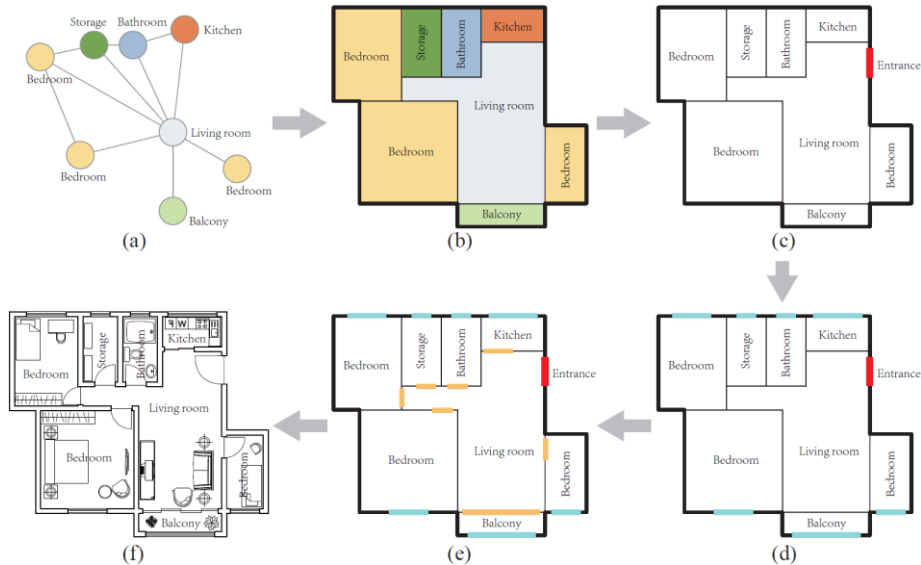 Storage
Bathroom
Kitchen
Bedroom
Living room
Bedroom
Bedroom
Balcony
(a)
Bedroom
Storage
Bathroom
Kitchen
Living room
Bedroom
Bedroom
Balcony
(b)
Bedroom
Storage
Bathroom
Kitchen
Entrance
Living room
Bedroom
Bedroom
Balcony
(c)
Bedroom
Storage
Bathroom
Kitchen
F W
Living room
Bedroom
Bedroom
Balcony
(f)
Bedroom
Storage
Bathroom
Kitchen
Entrance
Living room
Bedroom
Bedroom
Balcony
(e)
Bedroom
Storage
Bathroom
Kitchen
Entrance
Living room
Bedroom
Bedroom
Balcony
(d)